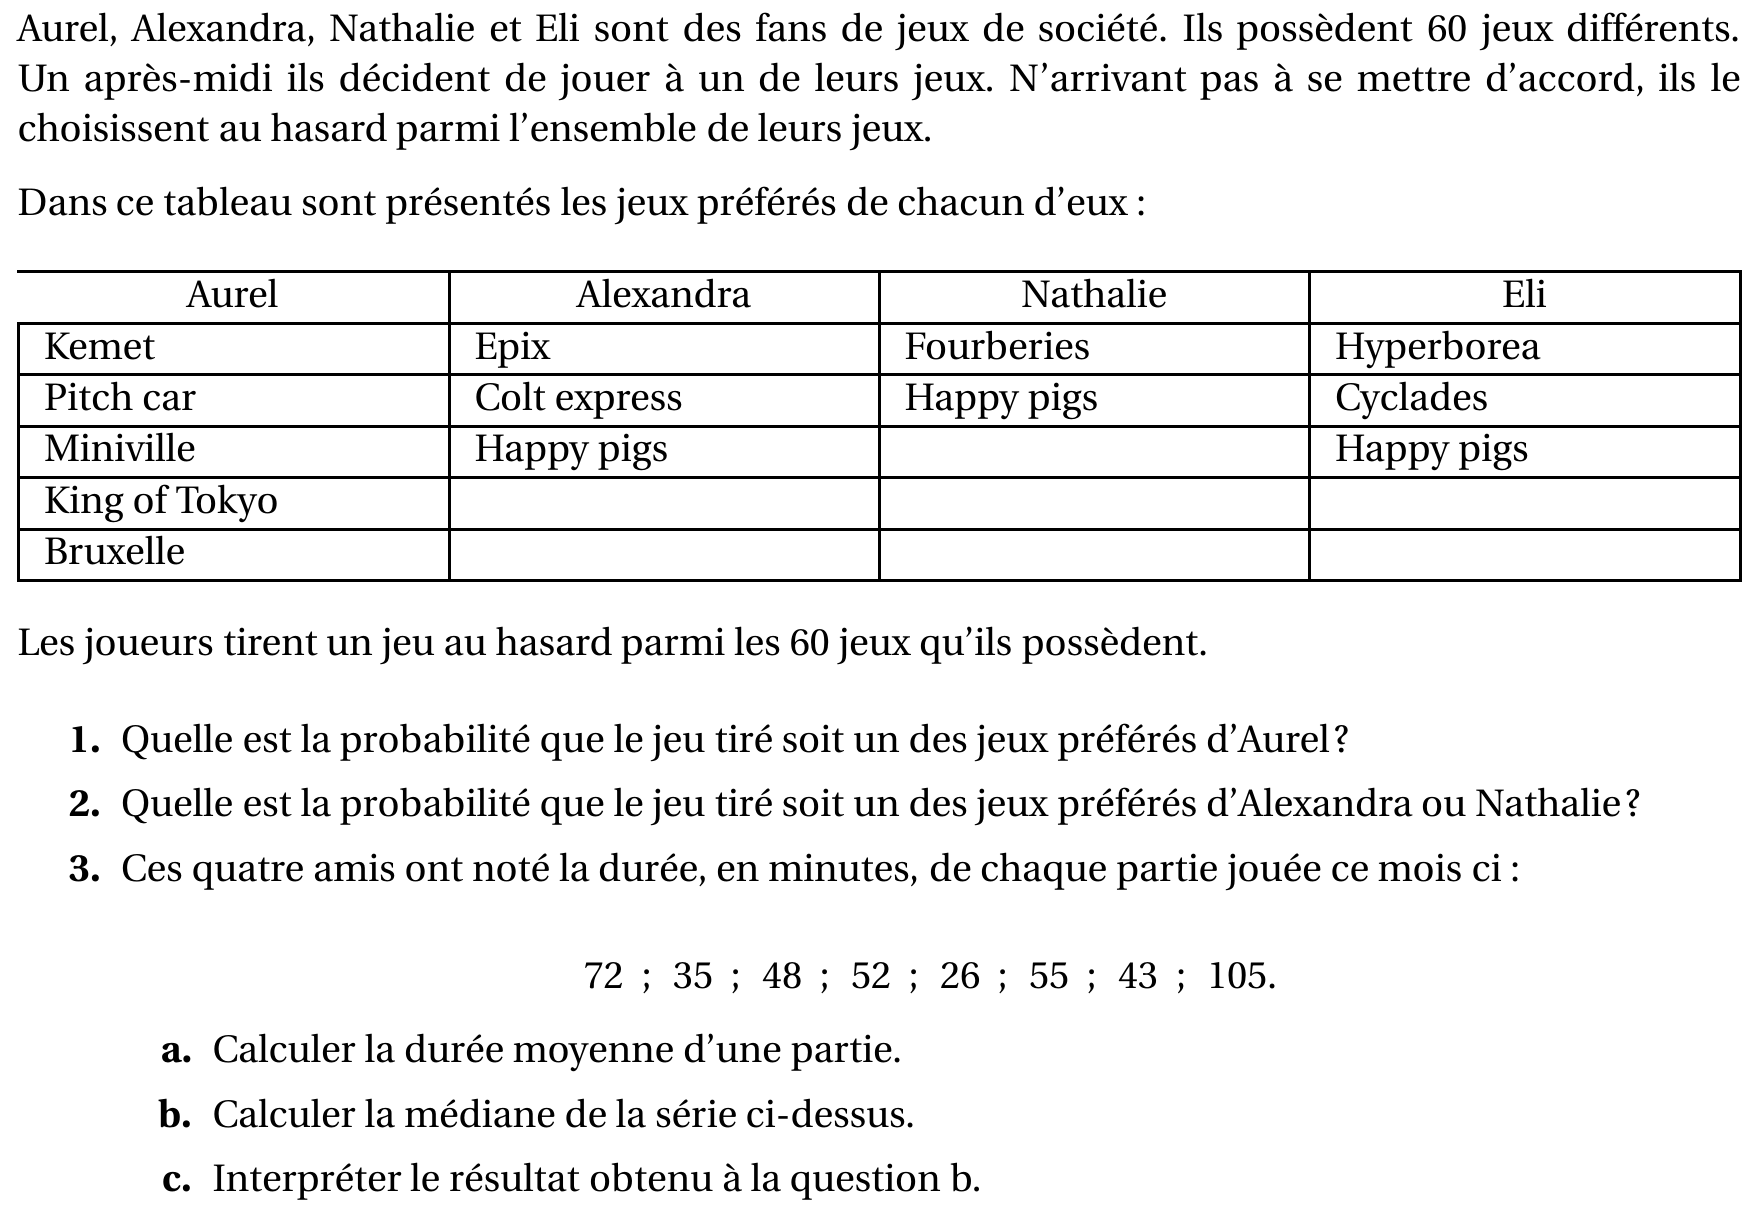 Aurel, Alexandra, Nathalie et Eli sont des fans de jeux de société. Ils possèdent 60 jeux différents.
Un après-midi ils décident de jouer à un de leurs jeux. N'arrivant pas à se mettre d'accord, ils le
choisissent au hasard parmi l'ensemble de leurs jeux.
Dans ce tableau sont présentés les jeux préférés de chacun d'eux :
Aurel Alexandra Nathalie Eli
Kemet Epix Fourberies Hyperborea
Pitch car Colt express Happy pigs Cyclades
Miniville Happy pigs Happy pigs
King of Tokyo
Bruxelle
Les joueurs tirent un jeu au hasard parmi les 60 jeux qu'ils possèdent.
1. Quelle est la probabilité que le jeu tiré soit un des jeux préférés d'Aurel ?
2. Quelle est la probabilité que le jeu tiré soit un des jeux préférés d'Alexandra ou Nathalie ?
3. Ces quatre amis ont noté la durée, en minutes, de chaque partie jouée ce mois ci :
72 ; 35 ; 48 ; 52 ; 26 ; 55 ; 43 ; 105.
a. Calculer la durée moyenne d'une partie.
b. Calculer la médiane de la série ci-dessus.
c. Interpréter le résultat obtenu à la question b.